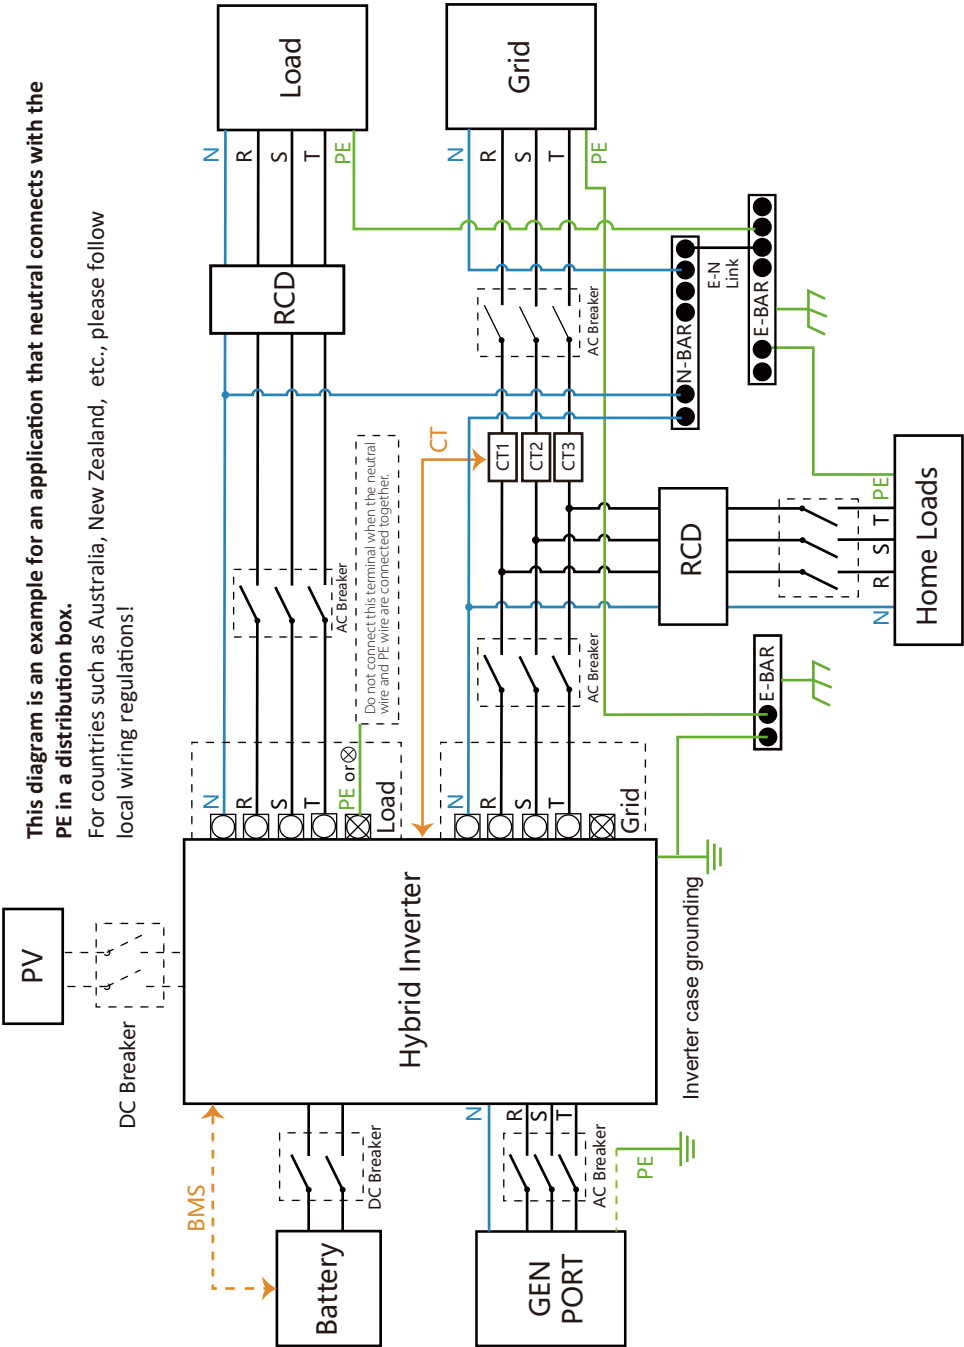 This diagram is an example for an application that neutral connects with the
PE in a distribution box.
For countries such as Australia, New Zealand, etc., please follow
local wiring regulations!
PV
DC Breaker
BMS
Battery
DC Breaker
Hybrid Inverter
GEN
PORT
N
R
S
T
AC Breaker
PE
Inverter case grounding
N
R
S
T
PE or
Load
Do not connect this terminal when the neutral
wire and PE wire are connected together.
AC Breaker
RCD
N
R
S
T
PE
Load
CT
N
R
S
T
Grid
AC Breaker
CT1
CT2
CT3
AC Breaker
N
R
S
T
PE
Grid
N-BAR
E-N
Link
E-BAR
RCD
E-BAR
N
R
S
T
PE
Home Loads